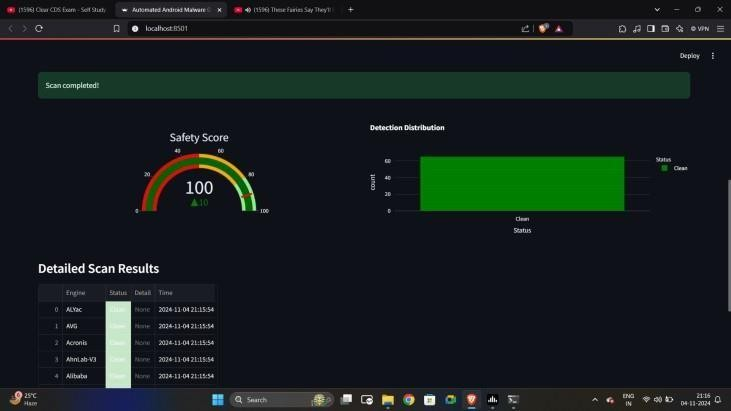 (1596) Clear CDS Exam - Self Study
Automated Android Malware D
(1596) These Fairies Say They'll
localhost:8501
VPN
Deploy
Scan completed!
Safety Score
0
20
40
60
80
100
100
▲10
Detection Distribution
count
60
40
20
0
Clean
Status
Status
Clean
Detailed Scan Results
Engine Status Detail Time
0 ALYac Clean None 2024-11-04 21:15:54
1 AVG Clean None 2024-11-04 21:15:54
2 Acronis Clean None 2024-11-04 21:15:54
3 AhnLab-V3 Clean None 2024-11-04 21:15:54
4 Alibaba Clean None 2024-11-04 21:15:54
25°C
Haze
Search
ENG
IN
21:16
04-11-2024